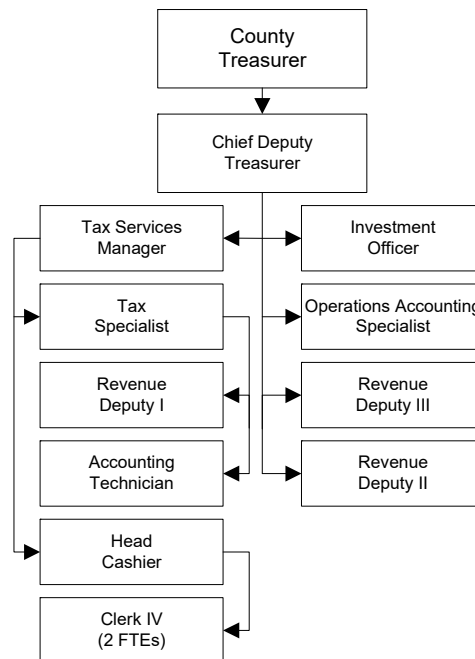 County
Treasurer
Chief Deputy
Treasurer
Tax Services
Manager
Investment
Officer
Tax
Specialist
Operations Accounting
Specialist
Revenue
Deputy I
Revenue
Deputy III
Accounting
Technician
Revenue
Deputy II
Head
Cashier
Clerk IV
(2 FTEs)